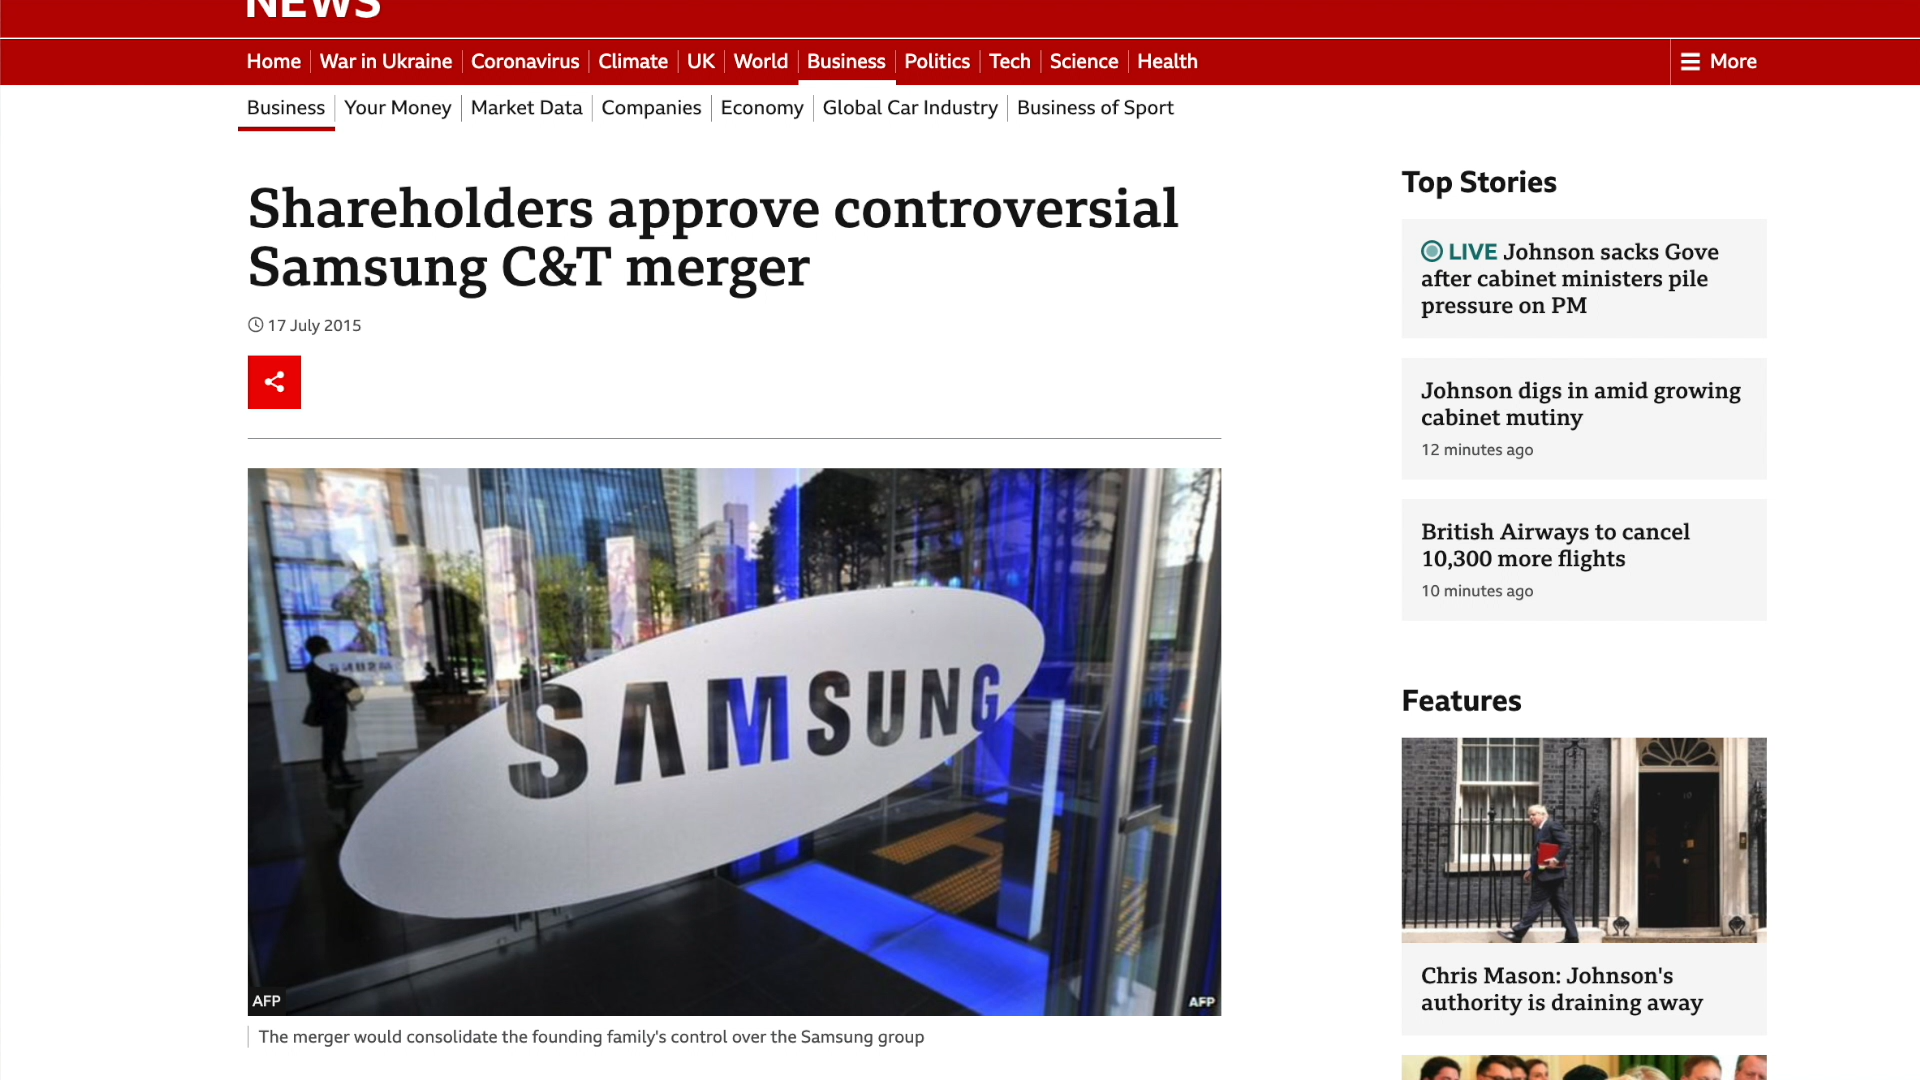 NEWS
Home
War in Ukraine
Coronavirus
Climate
UK
World
Business
Politics
Tech
Science
Health
More
Business
Your Money
Market Data
Companies
Economy
Global Car Industry
Business of Sport
Shareholders approve controversial
Samsung C&T merger
17 July 2015
SAMSUNG
SAMSUNG
AFP
AFP
The merger would consolidate the founding family's control over the Samsung group
Top Stories
LIVE Johnson sacks Gove
after cabinet ministers pile
pressure on PM
Johnson digs in amid growing
cabinet mutiny
12 minutes ago
British Airways to cancel
10,300 more flights
10 minutes ago
Features
10
Chris Mason: Johnson's
authority is draining away